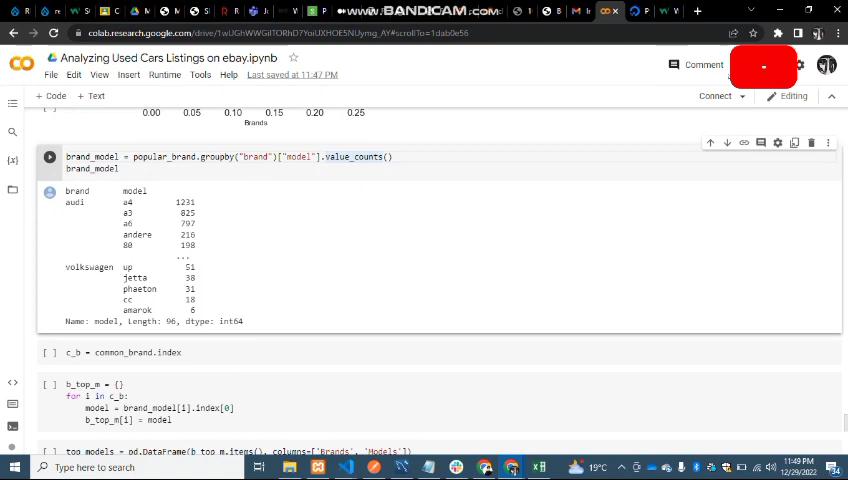 WWW.BANDICAM.COM
colab.research.google.com/drive/1wUGhWWGIITORhD7YoiUXHOE5NUymg_AY#scrollTo=1dab0e56
Analyzing Used Cars Listings on ebay.ipynb
Comment
File Edit View Insert Runtime Tools Help Last saved at 11:47 PM
+ Code + Text
Connect
Editing
0.00 0.05 0.10 0.15 0.20 0.25
Brands
brand_model = popular_brand.groupby("brand")["model"].value_counts()
brand_model
brand model
audi a4 1231
a3 825
a6 797
andere 216
80 198
...
volkswagen up 51
jetta 38
phaeton 31
cc 18
amarok 6
Name: model, Length: 96, dtype: int64
[ ] c_b = common_brand.index
[ ] b_top_m = {}
for i in c_b:
model = brand_model[i].index[0]
b_top_m[i] = model
[ ] top_models = pd.DataFrame(b_top_m.items(), columns=['Brands', 'Models'])
Type here to search
19°C
11:49 PM
12/29/2022
34